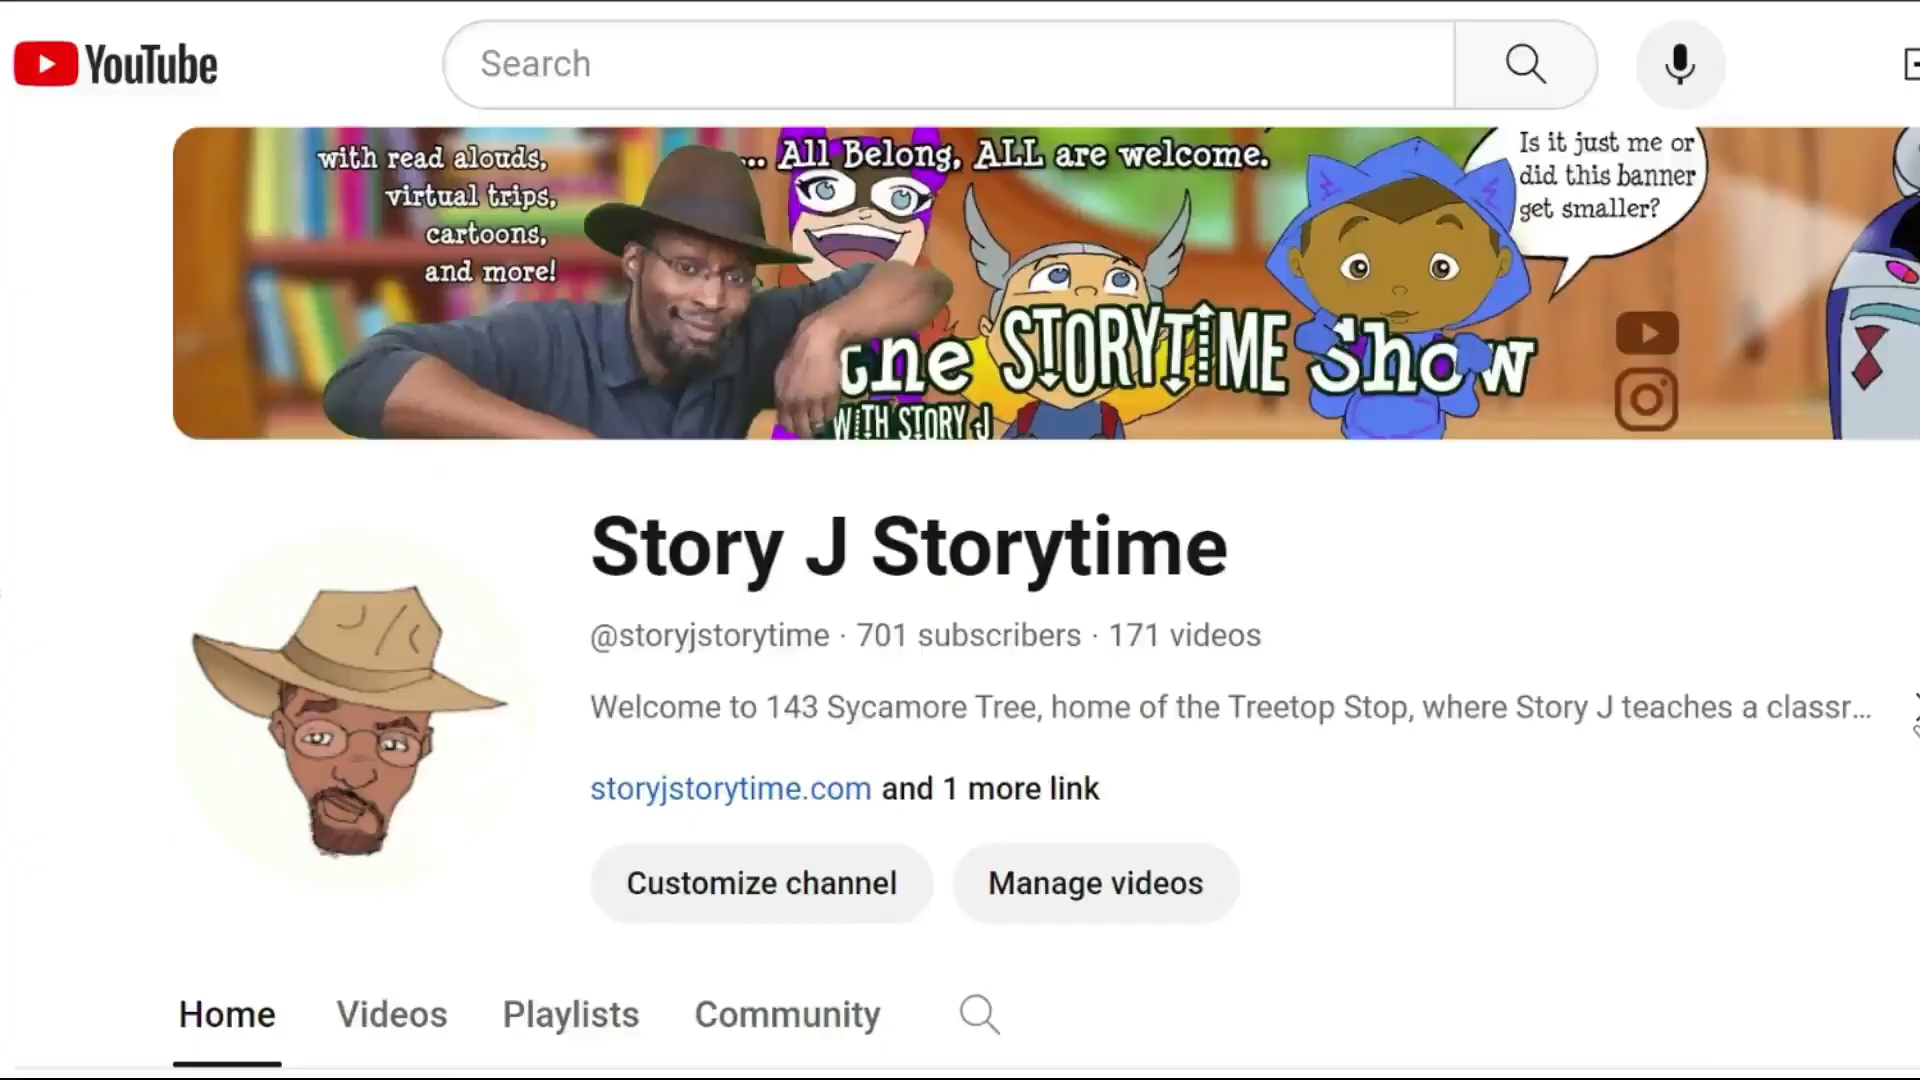 YouTube
Search
with read alouds,
virtual trips,
cartoons,
and more!
... All Belong, ALL are welcome.
Is it just me or
did this banner
get smaller?
the STORYTIME Show
WITH STORY J
Story J Storytime
@storyjstorytime · 701 subscribers · 171 videos
Welcome to 143 Sycamore Tree, home of the Treetop Stop, where Story J teaches a classr...
storyjstorytime.com and 1 more link
Customize channel
Manage videos
Home
Videos
Playlists
Community